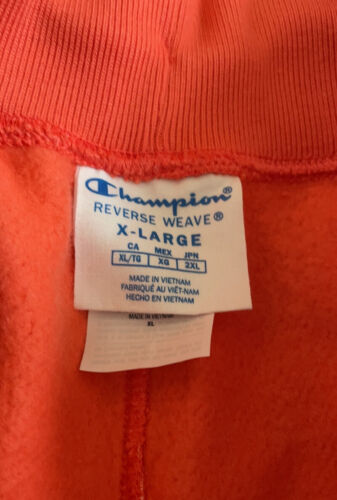 Champion®
REVERSE WEAVE®
X-LARGE
CA MEX JPN
XL/TG XG 2XL
MADE IN VIETNAM
FABRIQUÉ AU VIÊT-NAM
HECHO EN VIETNAM
MADE IN VIETNAM
XL